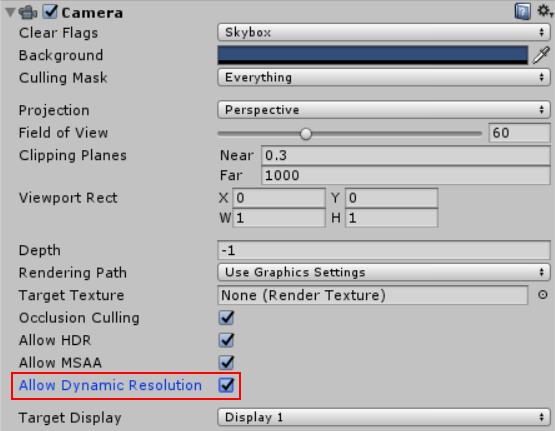 Camera
Clear Flags Skybox
Background
Culling Mask Everything
Projection Perspective
Field of View 60
Clipping Planes Near 0.3
Far 1000
Viewport Rect X 0 Y 0
W 1 H 1
Depth -1
Rendering Path Use Graphics Settings
Target Texture None (Render Texture)
Occlusion Culling
Allow HDR
Allow MSAA
Allow Dynamic Resolution
Target Display Display 1